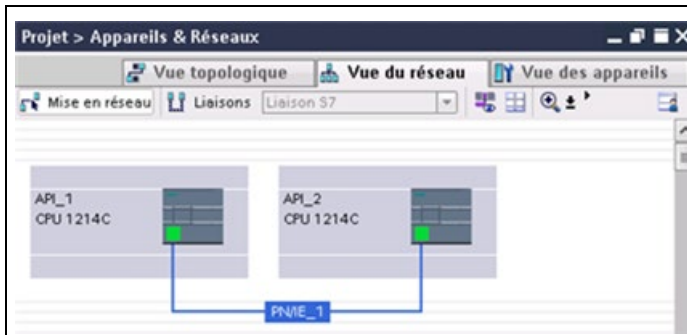 Projet > Appareils & Réseaux
Vue topologique Vue du réseau Vue des appareils
Mise en réseau Liaisons Liaison S7
API_1 API_2
CPU 1214C CPU 1214C
PN/IE_1